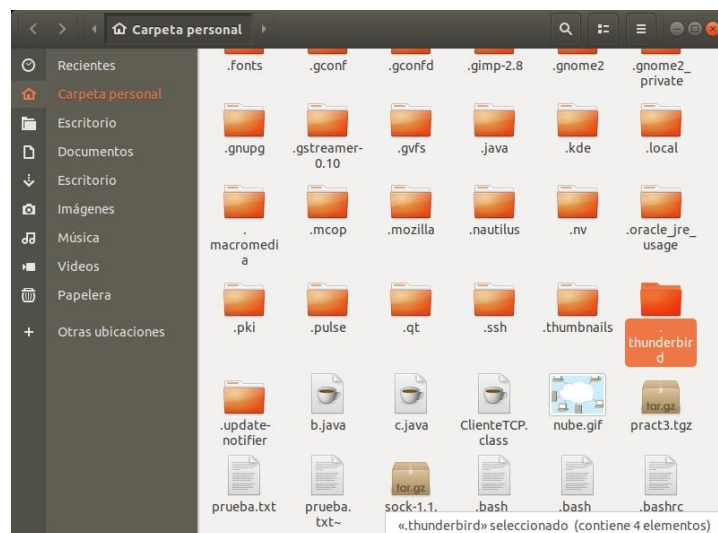 Carpeta personal
Recientes
Carpeta personal
Escritorio
Documentos
Escritorio
Imágenes
Música
Vídeos
Papelera
Otras ubicaciones
.fonts .gconf .gconfd .gimp-2.8 .gnome2 .gnome2_
private
.gnupg .gstreamer- .gvfs .java .kde .local
0.10
. .mcop .mozilla .nautilus .nv .oracle_jre_
macromedi usage
a
.pki .pulse .qt .ssh .thumbnails .
thunderbir
d
tar.gz
.update- b.java c.java ClienteTCP. nube.gif pract3.tgz
notifier class
tar.gz
prueba.txt prueba. sock-1.1. .bash .bash .bashrc
txt~
«.thunderbird» seleccionado (contiene 4 elementos)